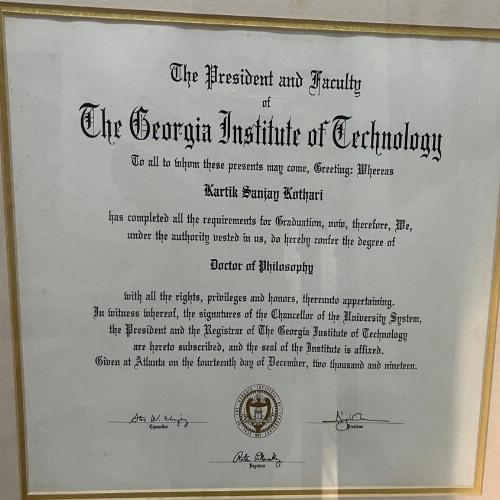 The President and Faculty
of
The Georgia Institute of Technology
To all to whom these presents may come, Greeting: Whereas
Kartik Sanjay Kothari
has completed all the requirements for Graduation, now, therefore, We,
under the authority vested in us, do hereby confer the degree of
Doctor of Philosophy
with all the rights, privileges and honors, thereunto appertaining.
In witness whereof, the signatures of the Chancellor of the University System,
the President and the Registrar of The Georgia Institute of Technology
are hereto subscribed, and the seal of the Institute is affixed.
Given at Atlanta on the fourteenth day of December, two thousand and nineteen.
Chancellor
President
Registrar